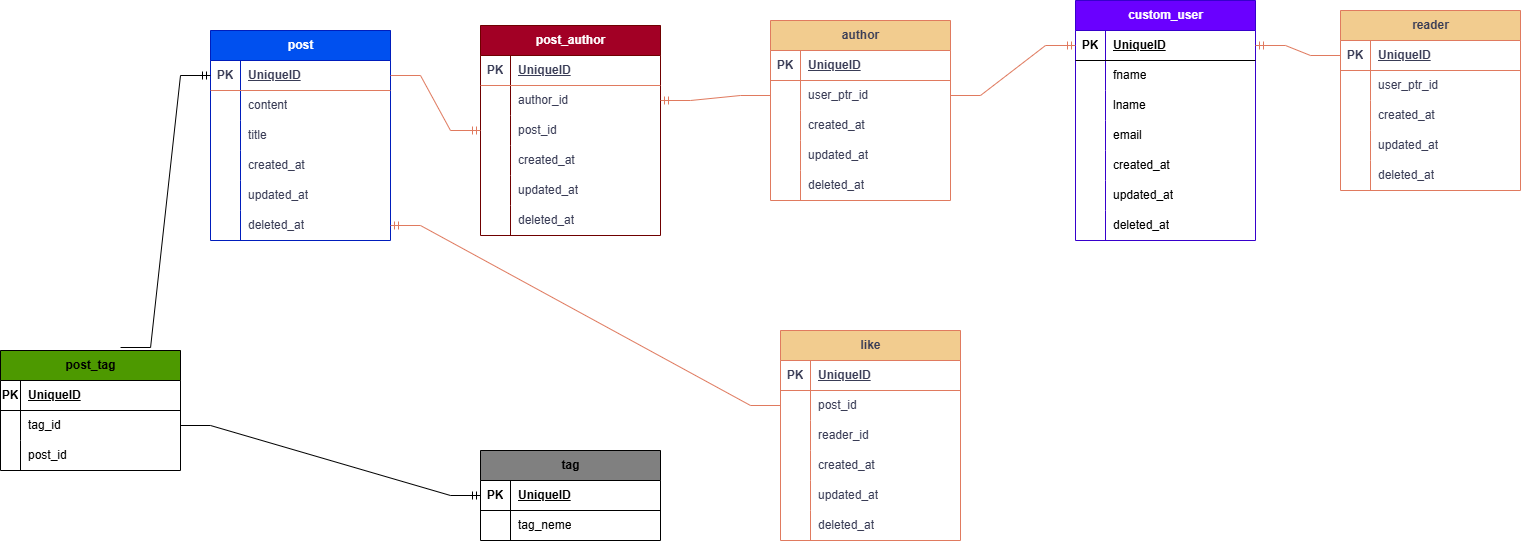 post
PK UniqueID
content
title
created_at
updated_at
deleted_at
post_author
PK UniqueID
author_id
post_id
created_at
updated_at
deleted_at
author
PK UniqueID
user_ptr_id
created_at
updated_at
deleted_at
custom_user
PK UniqueID
fname
lname
email
created_at
updated_at
deleted_at
reader
PK UniqueID
user_ptr_id
created_at
updated_at
deleted_at
post_tag
PK UniqueID
tag_id
post_id
tag
PK UniqueID
tag_neme
like
PK UniqueID
post_id
reader_id
created_at
updated_at
deleted_at